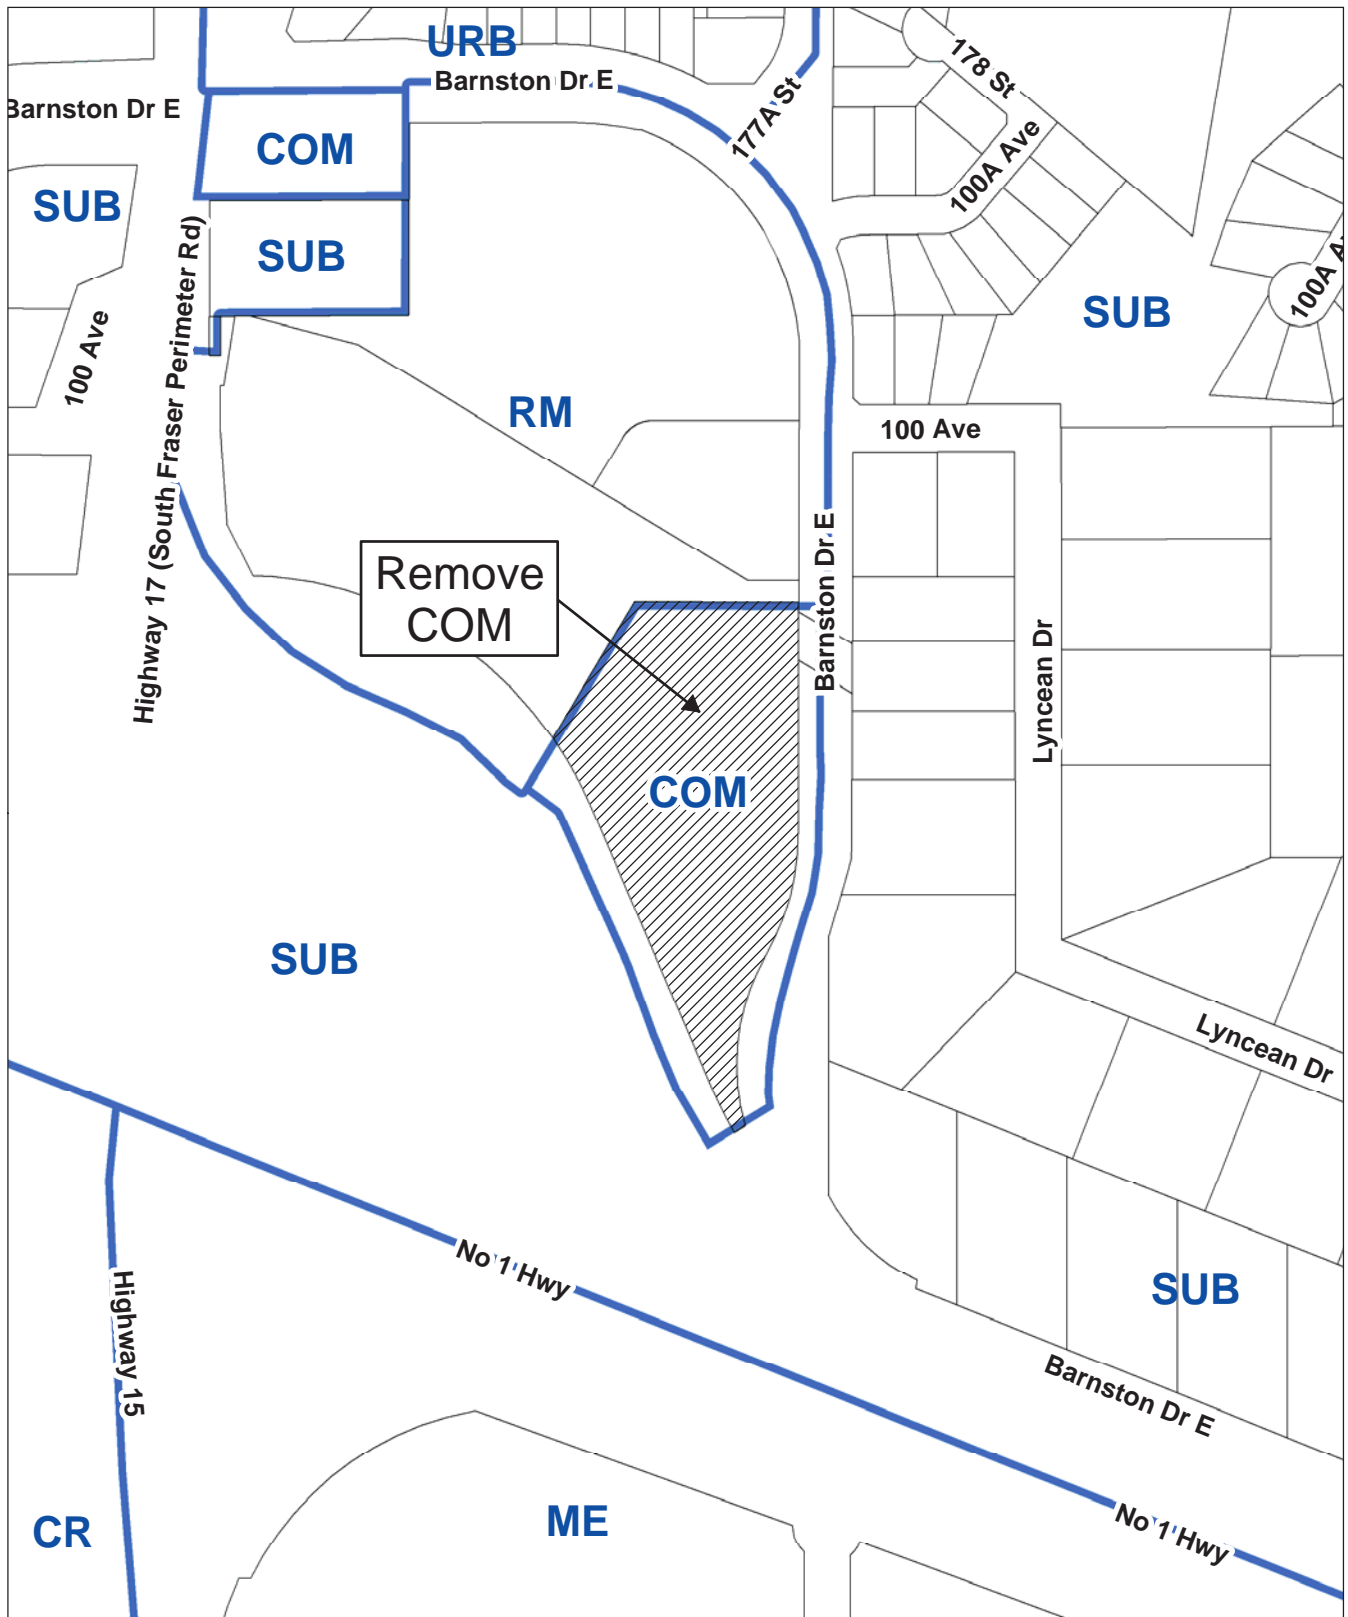 URB
Barnston Dr E
178 St
Barnston Dr E
177A St
COM
100A Ave
SUB
SUB
100A A
SUB
100 Ave
Highway 17 (South Fraser Perimeter Rd)
RM
100 Ave
Remove
COM
Barnston Dr E
Lyncean Dr
COM
SUB
Lyncean Dr
No 1 Hwy
SUB
Highway 15
Barnston Dr E
CR
ME
No 1 Hwy